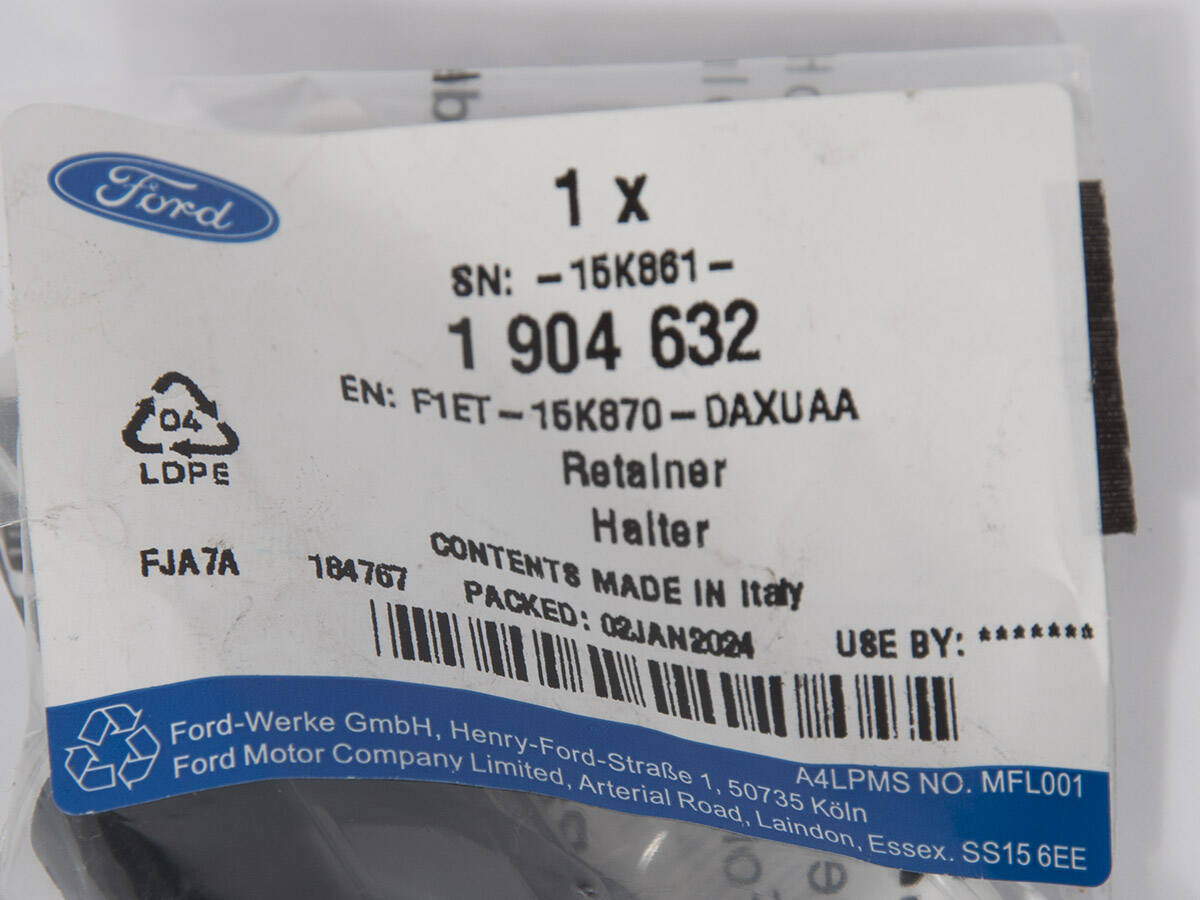 Ford
1 x
SN: -15K861-
1 904 632
EN: F1ET-15K870-DAXUAA
Retainer
Halter
04
LDPE
CONTENTS MADE IN Italy
FJA7A 184767 PACKED: 02JAN2024 USE BY: *******
A4LPMS NO. MFL001
Ford-Werke GmbH, Henry-Ford-Straße 1, 50735 Köln
Ford Motor Company Limited, Arterial Road, Laindon, Essex. SS15 6EE